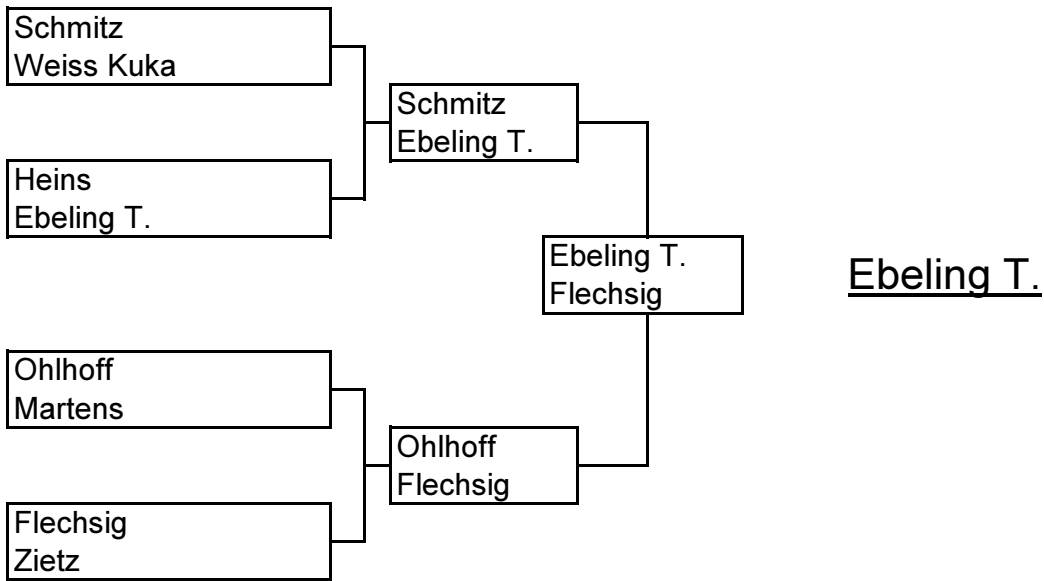 Schmitz
Weiss Kuka
Schmitz
Ebeling T.
Heins
Ebeling T.
Ebeling T.
Flechsig
Ebeling T.
Ohlhoff
Martens
Ohlhoff
Flechsig
Flechsig
Zietz